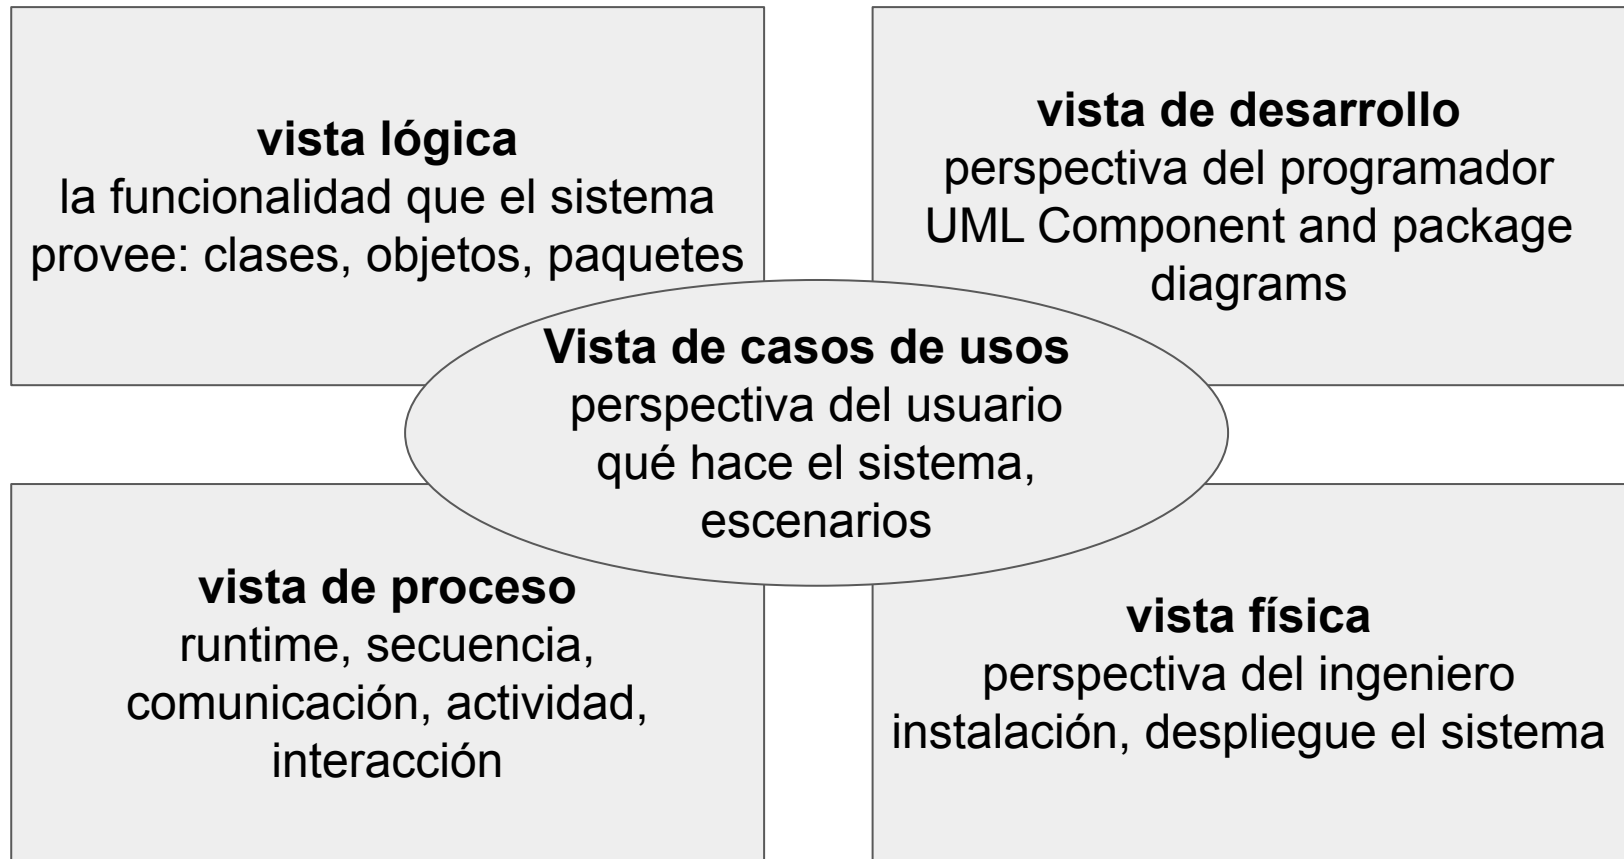 vista lógica
la funcionalidad que el sistema
provee: clases, objetos, paquetes
vista de desarrollo
perspectiva del programador
UML Component and package
diagrams
Vista de casos de usos
perspectiva del usuario
qué hace el sistema,
escenarios
vista de proceso
runtime, secuencia,
comunicación, actividad,
interacción
vista física
perspectiva del ingeniero
instalación, despliegue el sistema